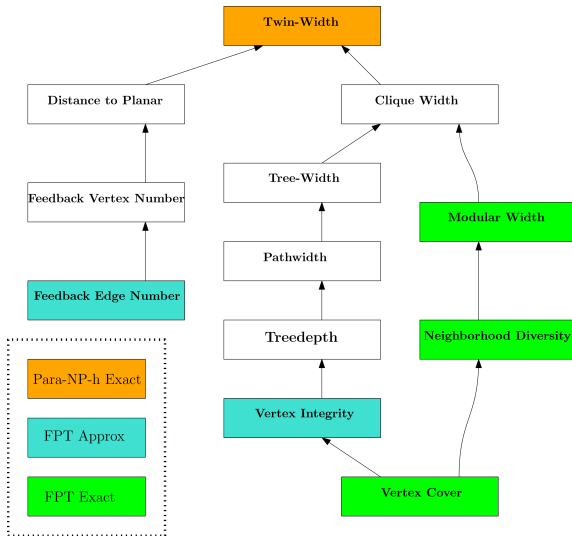 Twin-Width
Distance to Planar
Clique Width
Tree-Width
Feedback Vertex Number
Modular Width
Pathwidth
Feedback Edge Number
Treedepth
Neighborhood Diversity
Para-NP-h Exact
Vertex Integrity
FPT Approx
Vertex Cover
FPT Exact